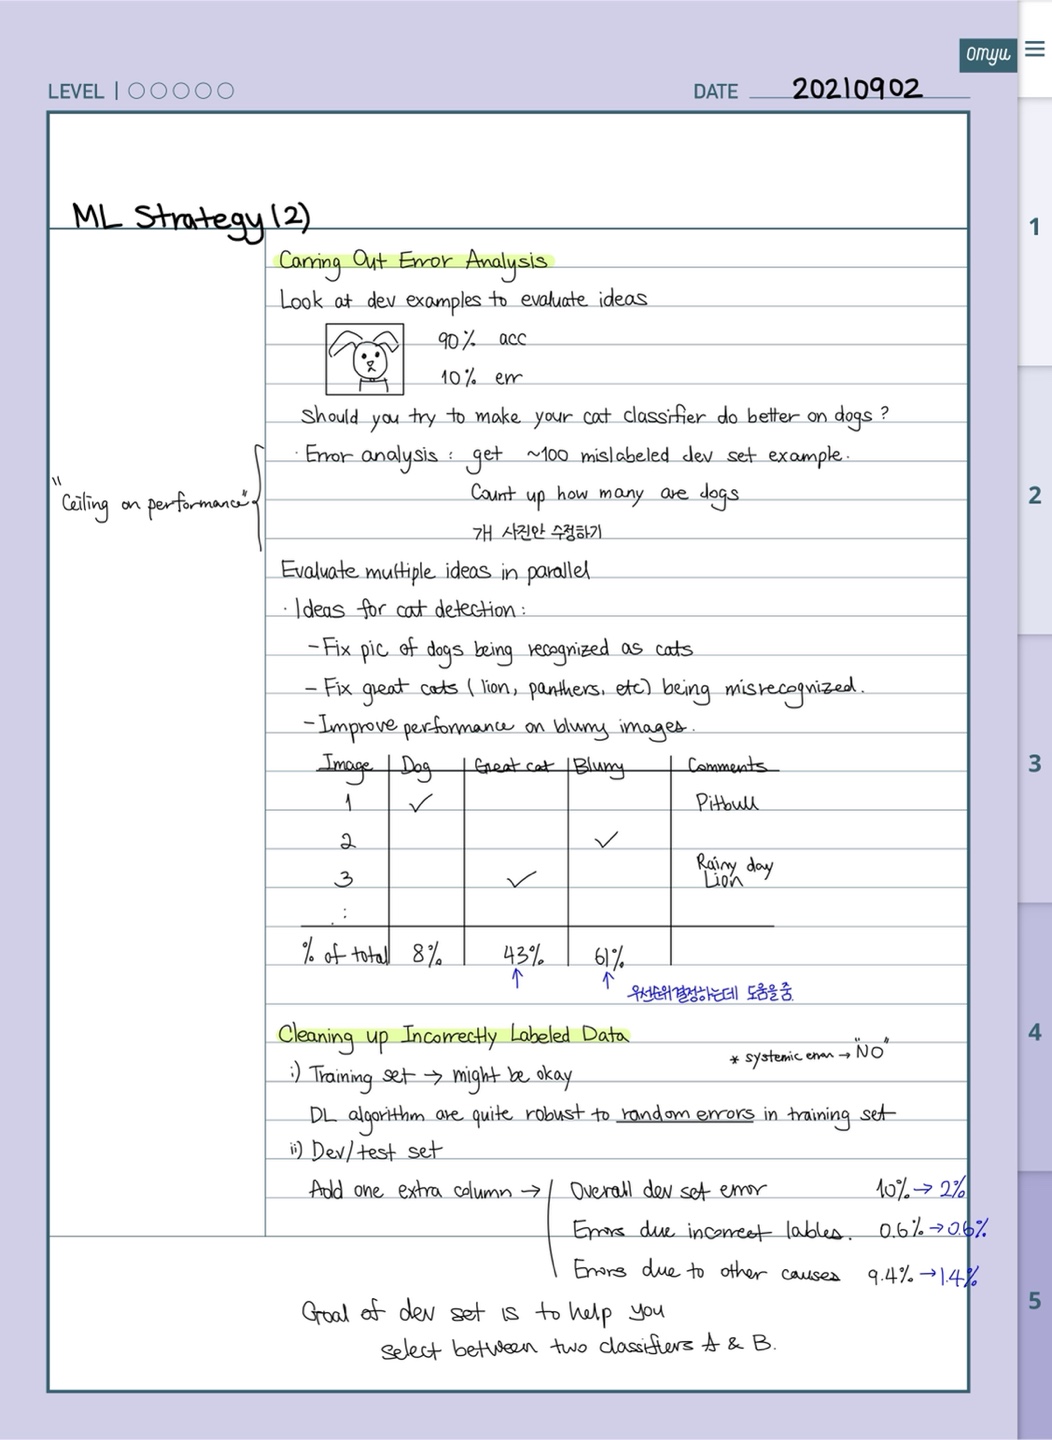 omyu
LEVEL | ○○○○○
DATE 20210902
ML Strategy (2)
Carring Out Error Analysis
Look at dev examples to evaluate ideas
90% acc
10% err
Should you try to make your cat classifier do better on dogs?
· Error analysis : get ~100 mislabeled dev set example.
"Ceiling on performance"
Count up how many are dogs
개 사진만 수정하기
Evaluate multiple ideas in parallel
· Ideas for cat detection:
- Fix pic of dogs being recognized as cats
- Fix great cats (lion, panthers, etc) being misrecognized.
- Improve performance on blurry images.
Image Dog Great cat Blurry Comments
1 ✓ Pitbull
2 ✓
Rainy day
3 ✓ Lion
:
% of total 8% 43% 61%
↑ ↑ 우선순위 결정하는데 도움을 줌.
Cleaning up Incorrectly Labeled Data
* systemic error → "NO"
i) Training set → might be okay
DL algorithm are quite robust to random errors in training set
ii) Dev/test set
Add one extra column → Overall dev set error 10% → 2%
Errors due incorrect lables. 0.6% → 0.6%
Errors due to other causes 9.4% → 1.4%
Goal of dev set is to help you
select between two classifiers A & B.
1
2
3
4
5